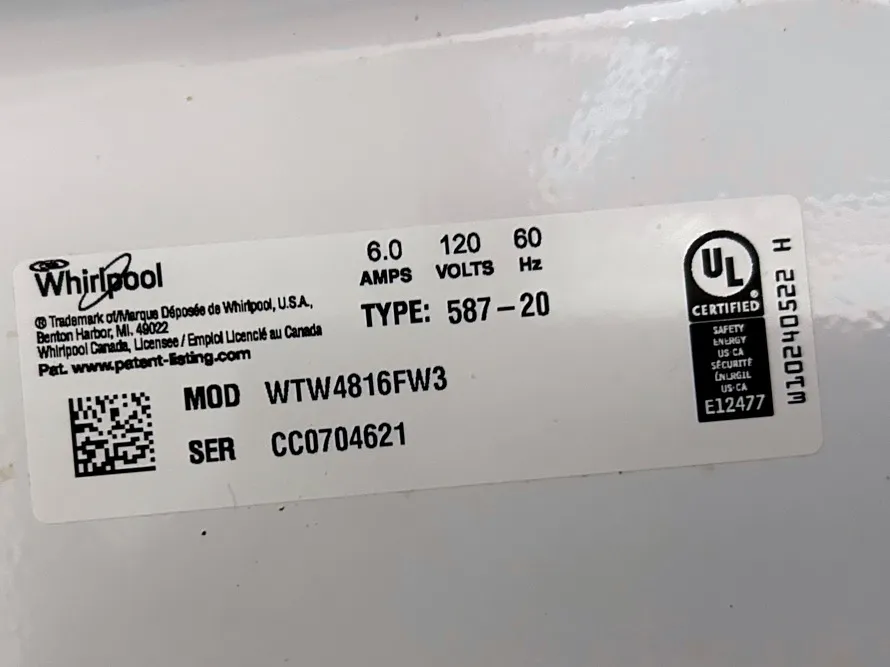 Whirlpool
® Trademark of/Marque Déposée de Whirlpool, U.S.A.,
Benton Harbor, MI. 49022
Whirlpool Canada, Licensee / Emploi Licencié au Canada
Pat. www.patent-listing.com
6.0 120 60
AMPS VOLTS Hz
TYPE: 587-20
MOD WTW4816FW3
SER CC0704621
UL
CERTIFIED
SAFETY
ENERGY
US CA
SÉCURITÉ
ÉNERGIE
US-CA
E12477
W10240522 H